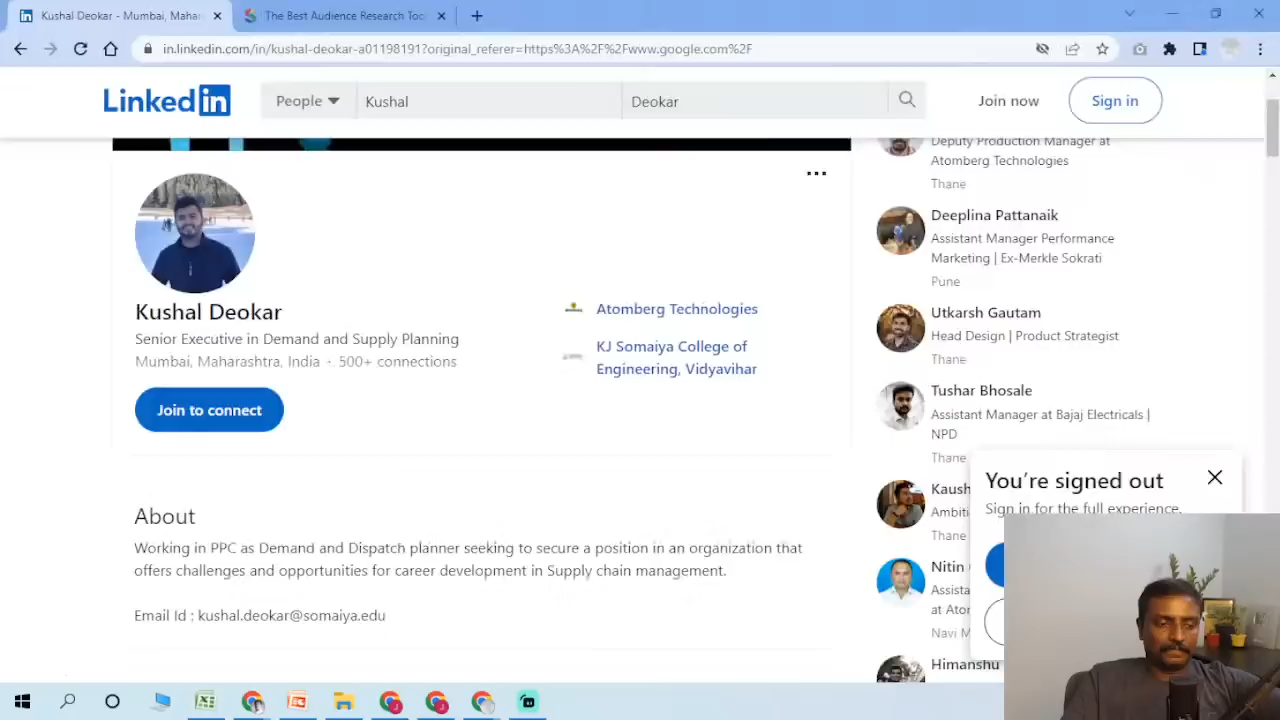 Kushal Deokar - Mumbai, Mahar
The Best Audience Research Too
in.linkedin.com/in/kushal-deokar-a01198191?original_referer=https%3A%2F%2Fwww.google.com%2F
LinkedIn
People
Kushal
Deokar
Join now
Sign in
Kushal Deokar
Senior Executive in Demand and Supply Planning
Mumbai, Maharashtra, India · 500+ connections
Join to connect
Atomberg Technologies
KJ Somaiya College of
Engineering, Vidyavihar
About
Working in PPC as Demand and Dispatch planner seeking to secure a position in an organization that
offers challenges and opportunities for career development in Supply chain management.
Email Id : kushal.deokar@somaiya.edu
Deputy Production Manager at
Atomberg Technologies
Thane
Deeplina Pattanaik
Assistant Manager Performance
Marketing | Ex-Merkle Sokrati
Pune
Utkarsh Gautam
Head Design | Product Strategist
Thane
Tushar Bhosale
Assistant Manager at Bajaj Electricals |
NPD
Thane
Kaush
Ambiti
Thane
Nitin
Assista
at Ator
Navi M
Himanshu
You're signed out
Sign in for the full experience.